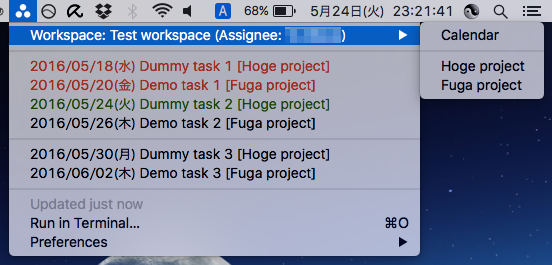 A 68% 5月24日(火) 23:21:41
Workspace: Test workspace (Assignee: )
Calendar
Hoge project
Fuga project
2016/05/18(水) Dummy task 1 [Hoge project]
2016/05/20(金) Demo task 1 [Fuga project]
2016/05/24(火) Dummy task 2 [Hoge project]
2016/05/26(木) Demo task 2 [Fuga project]
2016/05/30(月) Dummy task 3 [Hoge project]
2016/06/02(木) Demo task 3 [Fuga project]
Updated just now
Run in Terminal... ⌘O
Preferences